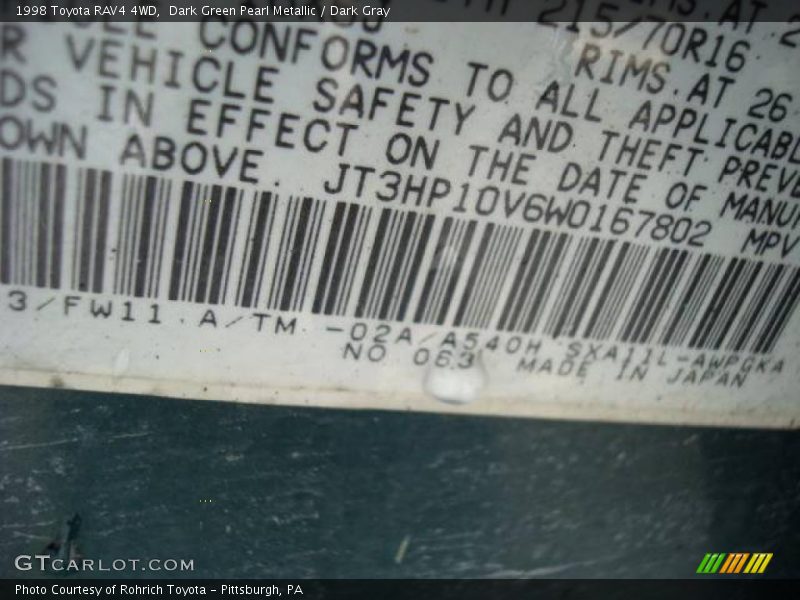 1998 Toyota RAV4 4WD,  Dark Green Pearl Metallic / Dark Gray
215/70R16
RIMS.AT 26
CONFORMS TO ALL APPLICABL
R VEHICLE SAFETY AND THEFT PREVE
DS IN EFFECT ON THE DATE OF MANUF
OWN ABOVE. JT3HP10V6W0167802 MPV
3/FW11 A/TM -02A/A540H SXA11L-AWPGKA
NO 063 MADE IN JAPAN
GTCARLOT.COM
Photo Courtesy of Rohrich Toyota - Pittsburgh, PA